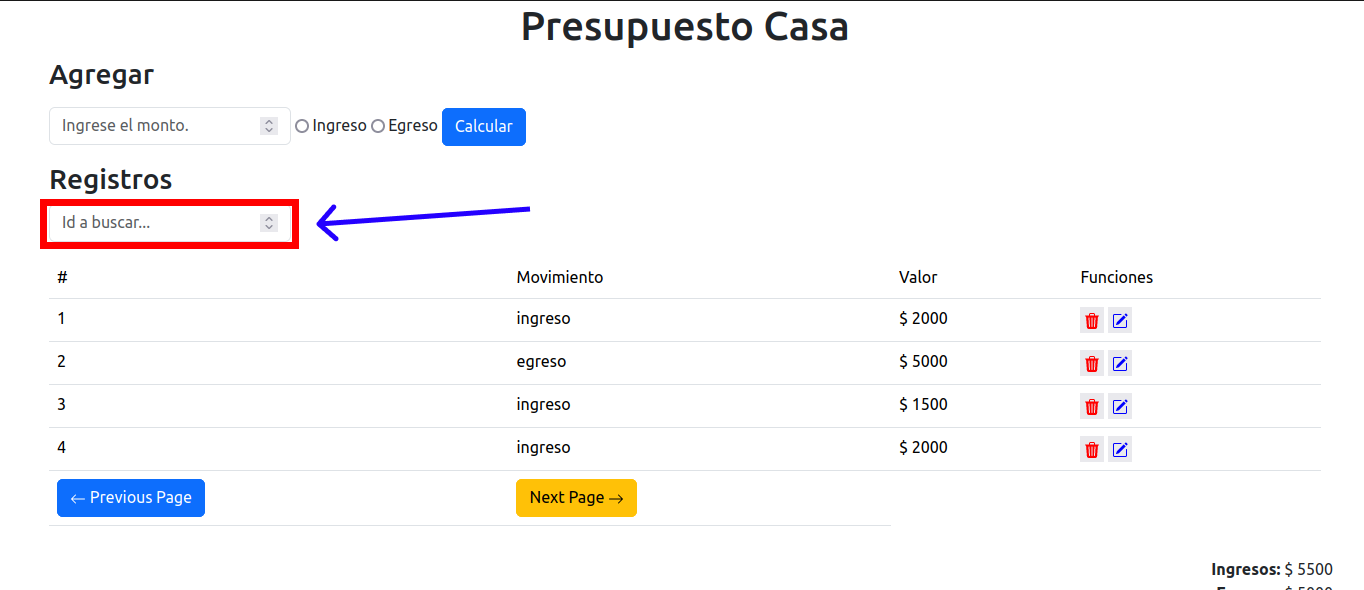 Presupuesto Casa
Agregar
Ingrese el monto. Ingreso Egreso Calcular
Registros
Id a buscar...
# Movimiento Valor Funciones
1 ingreso $ 2000
2 egreso $ 5000
3 ingreso $ 1500
4 ingreso $ 2000
← Previous Page Next Page →
Ingresos: $ 5500